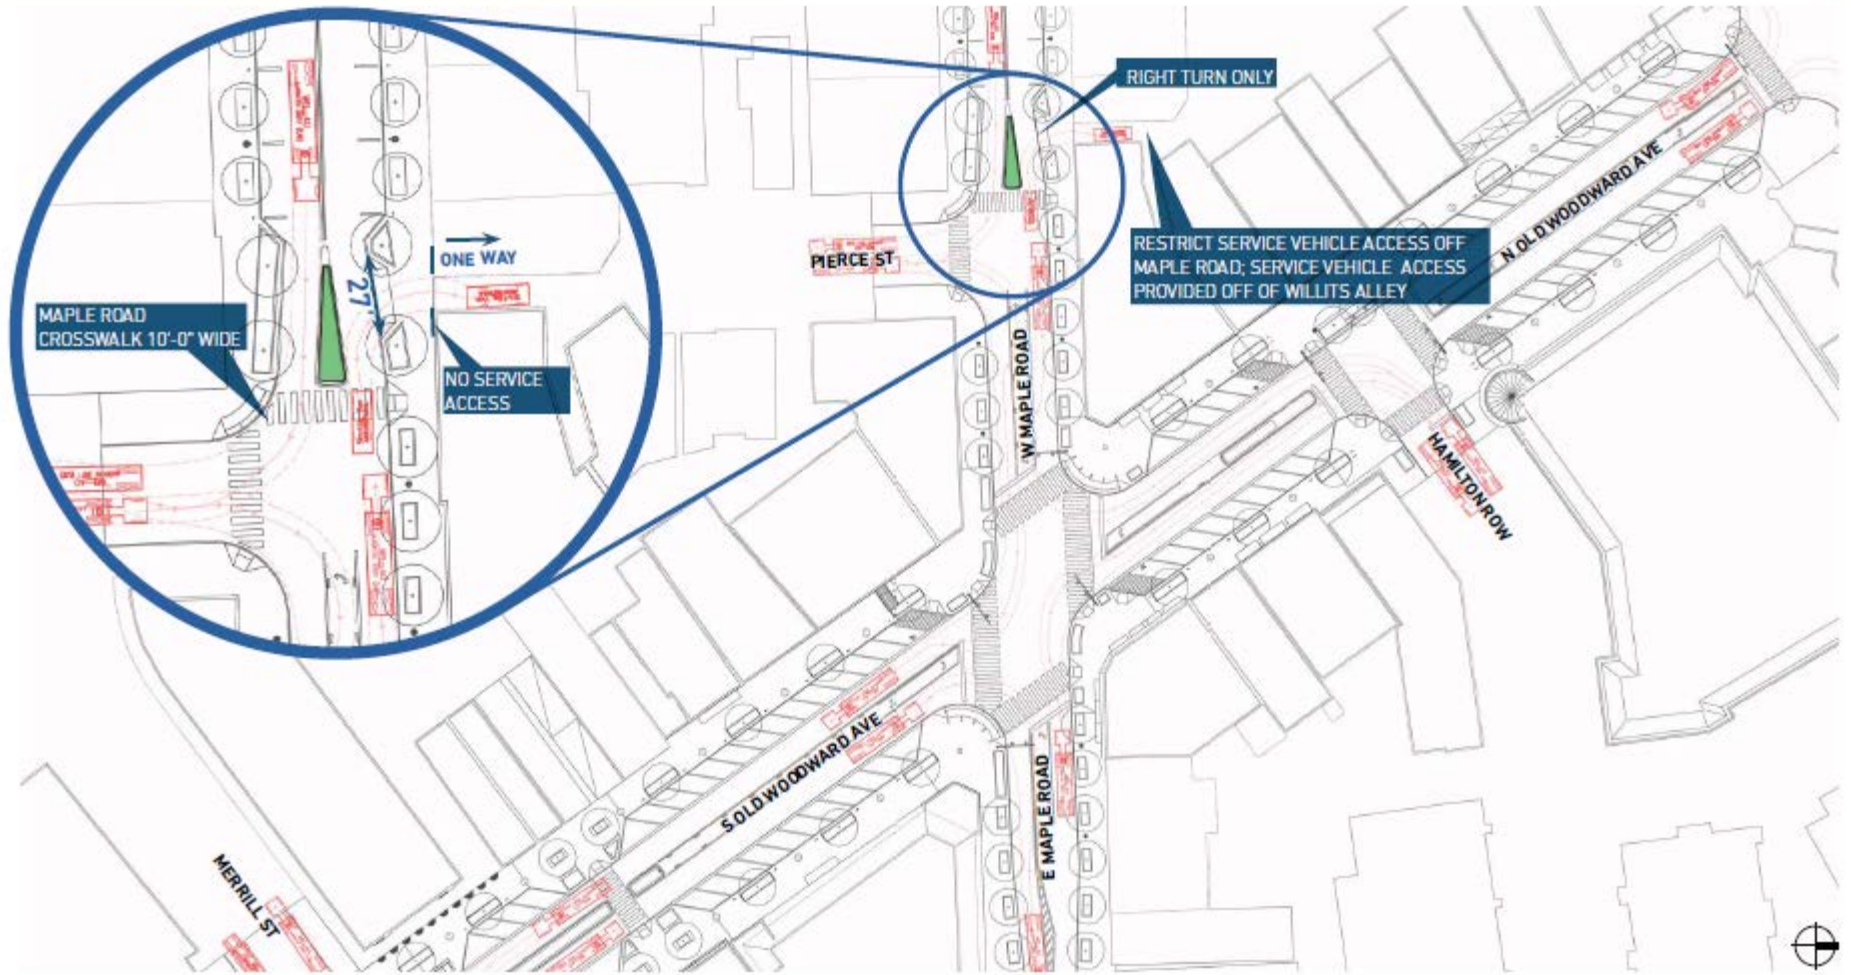 RIGHT TURN ONLY
ONE WAY
27'
MAPLE ROAD
CROSSWALK 10'-0" WIDE
NO SERVICE
ACCESS
PIERCE ST
RESTRICT SERVICE VEHICLE ACCESS OFF
MAPLE ROAD; SERVICE VEHICLE ACCESS
PROVIDED OFF OF WILLITS ALLEY
N OLD WOODWARD AVE
W MAPLE ROAD
HAMILTON ROW
S OLD WOODWARD AVE
E MAPLE ROAD
MERRILL ST